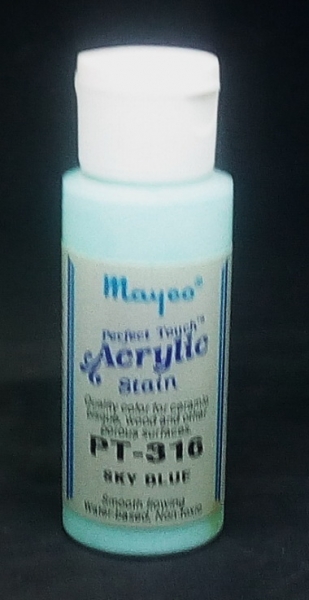 Mayco®
Perfect Touch™
Acrylic
Stain
Quality color for ceramic
bisque, wood and other
porous surfaces.
PT-316
SKY BLUE
Smooth flowing
Water-based, Non toxic